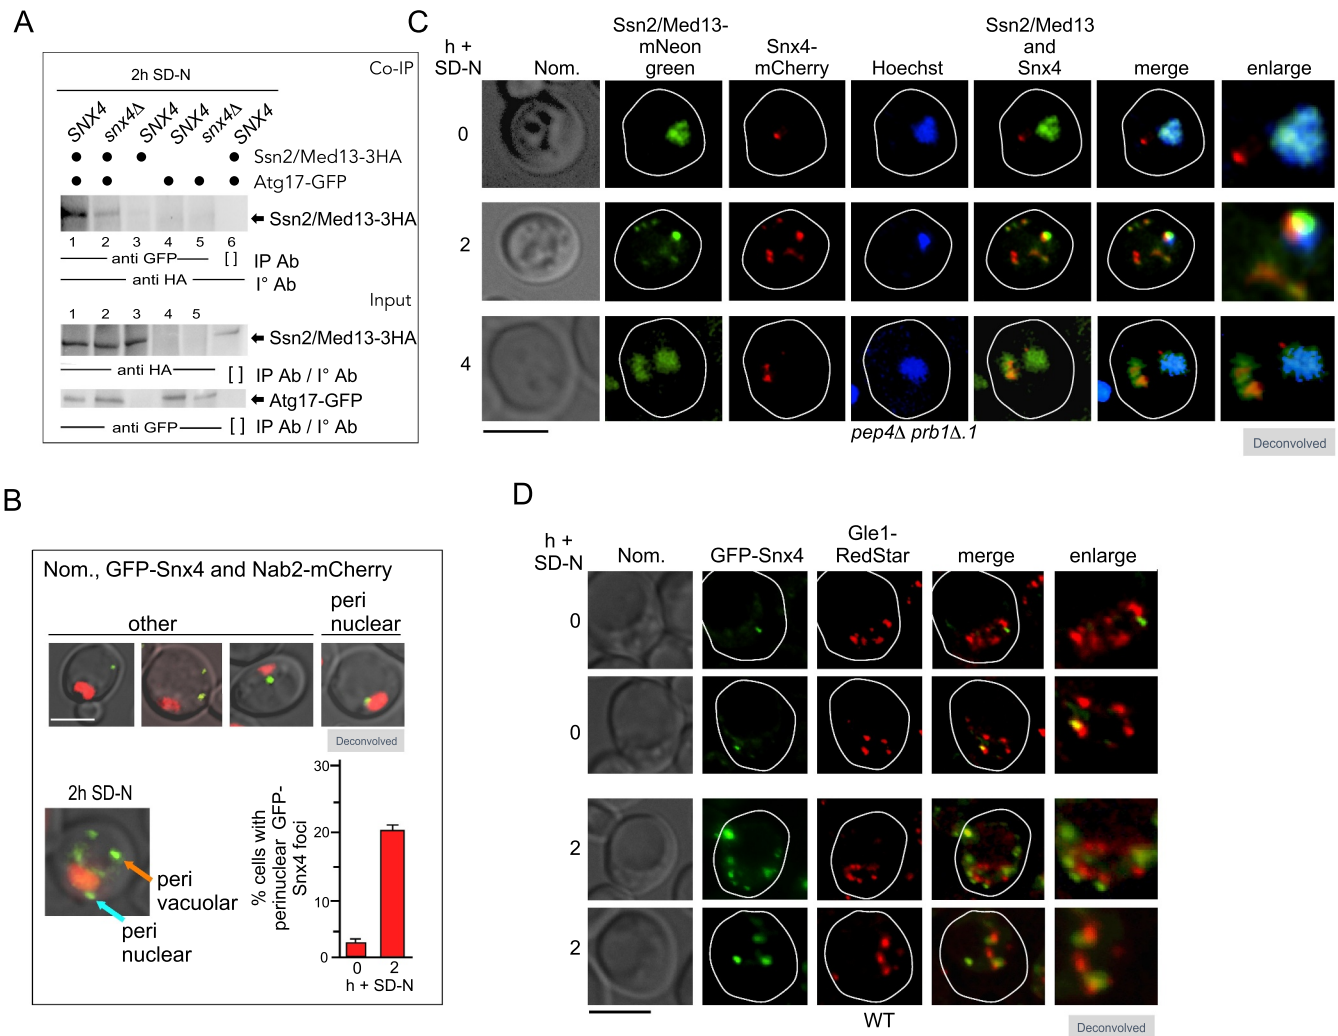 A
Co-IP
2h SD-N
SNX4 snx4Δ SNX4 SNX4 snx4Δ SNX4
● ● ● ● Ssn2/Med13-3HA
● ● ● ● ● Atg17-GFP
Ssn2/Med13-3HA
1 2 3 4 5 6
anti GFP [ ] IP Ab
anti HA I° Ab
Input
1 2 3 4 5
Ssn2/Med13-3HA
anti HA [ ] IP Ab / I° Ab
Atg17-GFP
anti GFP [ ] IP Ab / I° Ab
B
Nom., GFP-Snx4 and Nab2-mCherry
other
peri
nuclear
Deconvolved
2h SD-N
peri
vacuolar
peri
nuclear
% cells with
perinuclear GFP-
Snx4 foci
30
20
10
0
0 2
h + SD-N
C
h +
SD-N
Nom.
Ssn2/Med13-
mNeon
green
Snx4-
mCherry
Hoechst
Ssn2/Med13
and
Snx4
merge
enlarge
0
2
4
pep4Δ prb1Δ.1
Deconvolved
D
h +
SD-N
Nom.
GFP-Snx4
Gle1-
RedStar
merge
enlarge
0
0
2
2
WT
Deconvolved